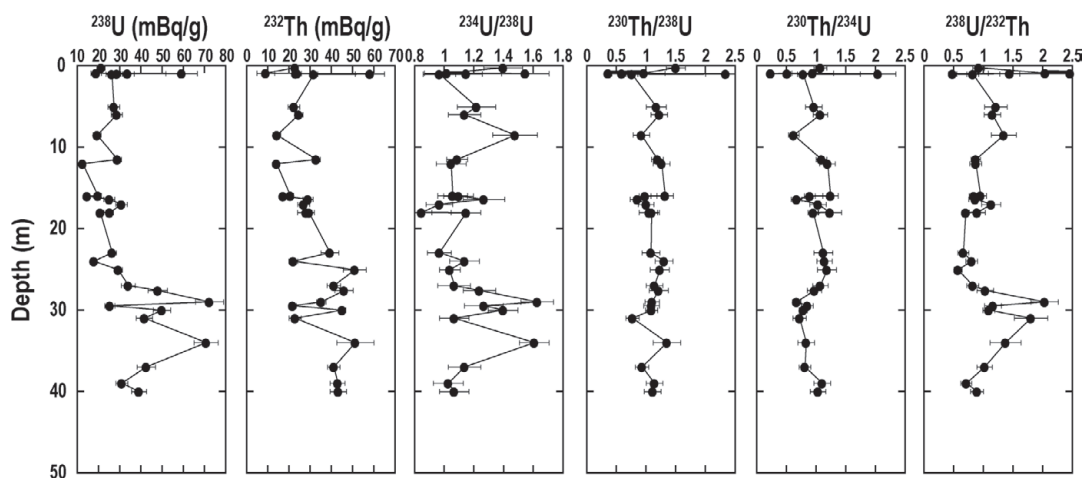 ²³⁸U (mBq/g) ²³²Th (mBq/g) ²³⁴U/²³⁸U ²³⁰Th/²³⁸U ²³⁰Th/²³⁴U ²³⁸U/²³²Th
10 20 30 40 50 60 70 80 0 10 20 30 40 50 60 70 0.8 1 1.2 1.4 1.6 1.8 0 0.5 1 1.5 2 2.5 0 0.5 1 1.5 2 2.5 0 0.5 1 1.5 2 2.5
0
10
20
30
40
50
Depth (m)